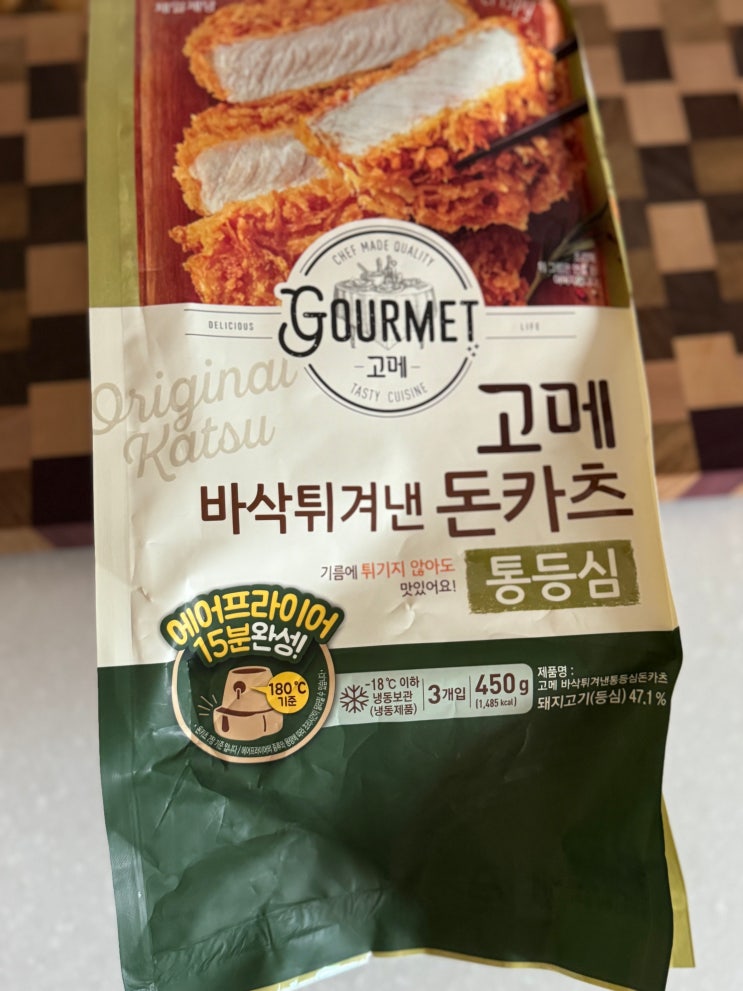 제일제당
CHEF MADE QUALITY
DELICIOUS
GOURMET
LIFE
고메
TASTY CUISINE
Original
Katsu
고메
바삭튀겨낸 돈카츠
기름에 튀기지 않아도
맛있어요!
통등심
에어프라이어
15분완성!
180℃
기준
-18℃ 이하
냉동보관
(냉동제품)
3개입
450g
(1,485 kcal)
제품명 :
고메 바삭튀겨낸통등심돈카츠
돼지고기(등심) 47.1%